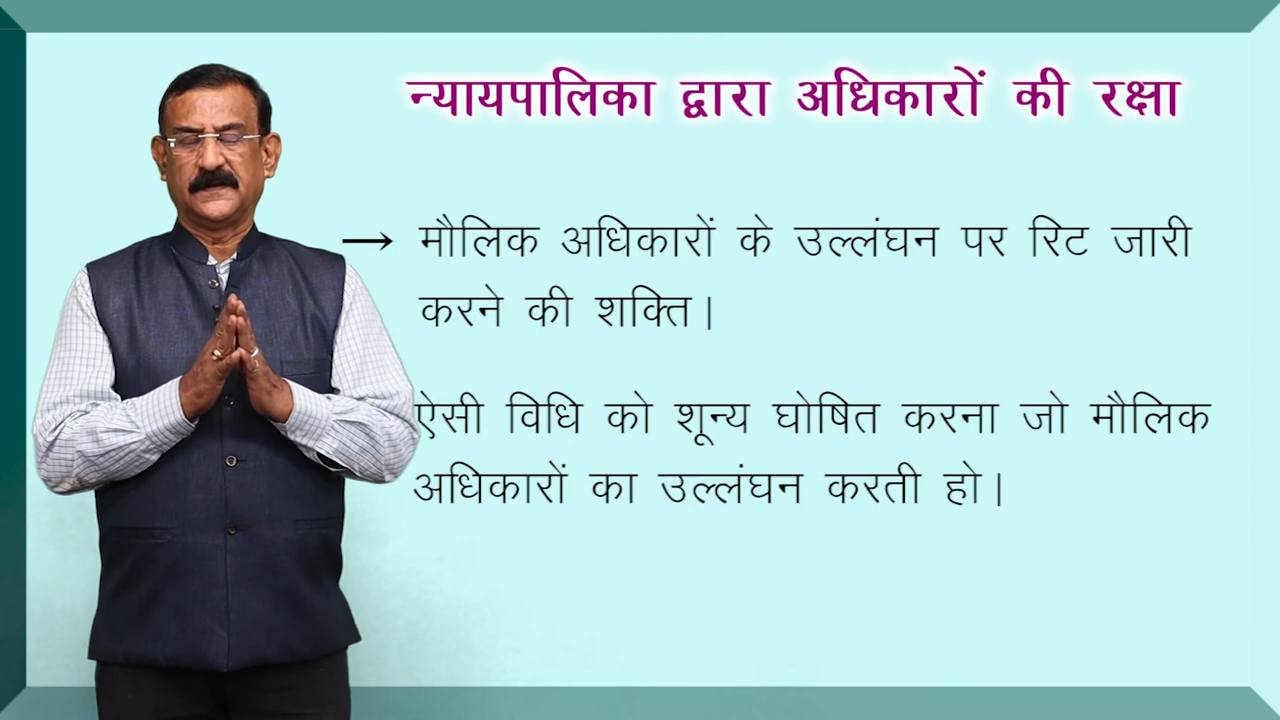 न्यायपालिका द्वारा अधिकारों की रक्षा
→ मौलिक अधिकारों के उल्लंघन पर रिट जारी
करने की शक्ति।
ऐसी विधि को शून्य घोषित करना जो मौलिक
अधिकारों का उल्लंघन करती हो।